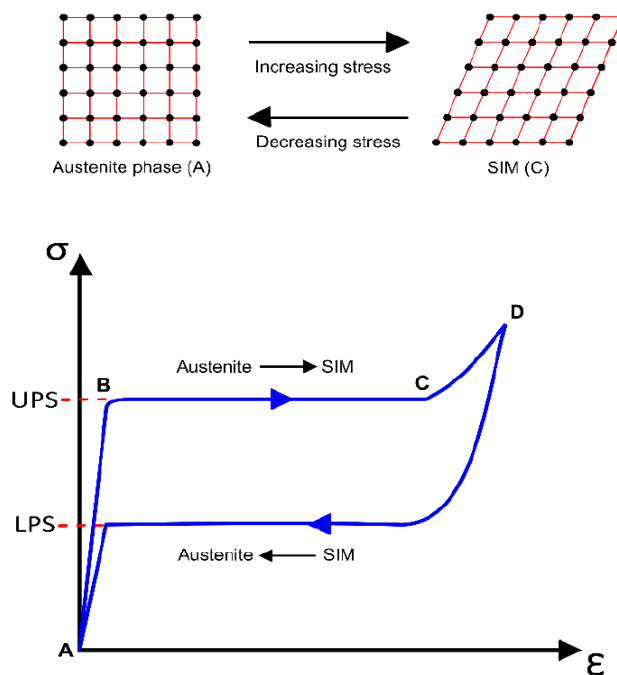 Increasing stress
Decreasing stress
Austenite phase (A)
SIM (C)
σ
D
Austenite SIM
B
C
UPS
LPS
Austenite SIM
A
ε